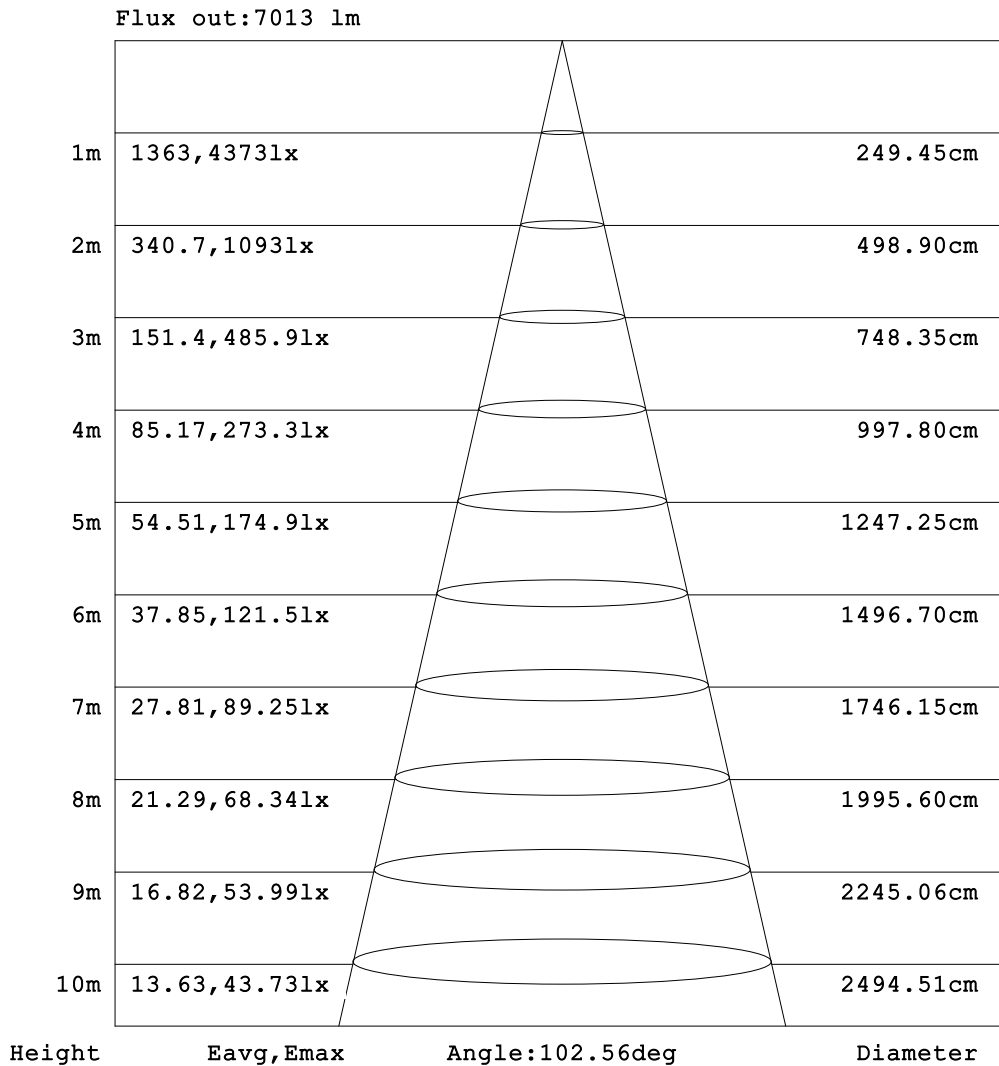 Flux out:7013 lm
1m 1363,4373lx 249.45cm
2m 340.7,1093lx 498.90cm
3m 151.4,485.9lx 748.35cm
4m 85.17,273.3lx 997.80cm
5m 54.51,174.9lx 1247.25cm
6m 37.85,121.5lx 1496.70cm
7m 27.81,89.25lx 1746.15cm
8m 21.29,68.34lx 1995.60cm
9m 16.82,53.99lx 2245.06cm
10m 13.63,43.73lx 2494.51cm
Height Eavg,Emax Angle:102.56deg Diameter